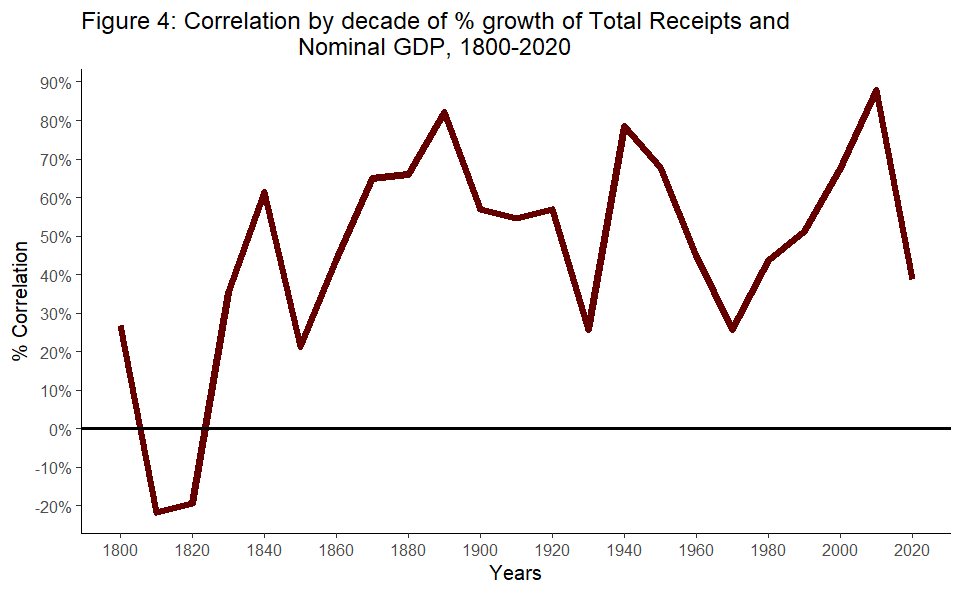 Figure 4: Correlation by decade of % growth of Total Receipts and
Nominal GDP, 1800-2020
90%
80%
70%
60%
50%
40%
30%
20%
10%
0%
-10%
-20%
% Correlation
1800 1820 1840 1860 1880 1900 1920 1940 1960 1980 2000 2020
Years